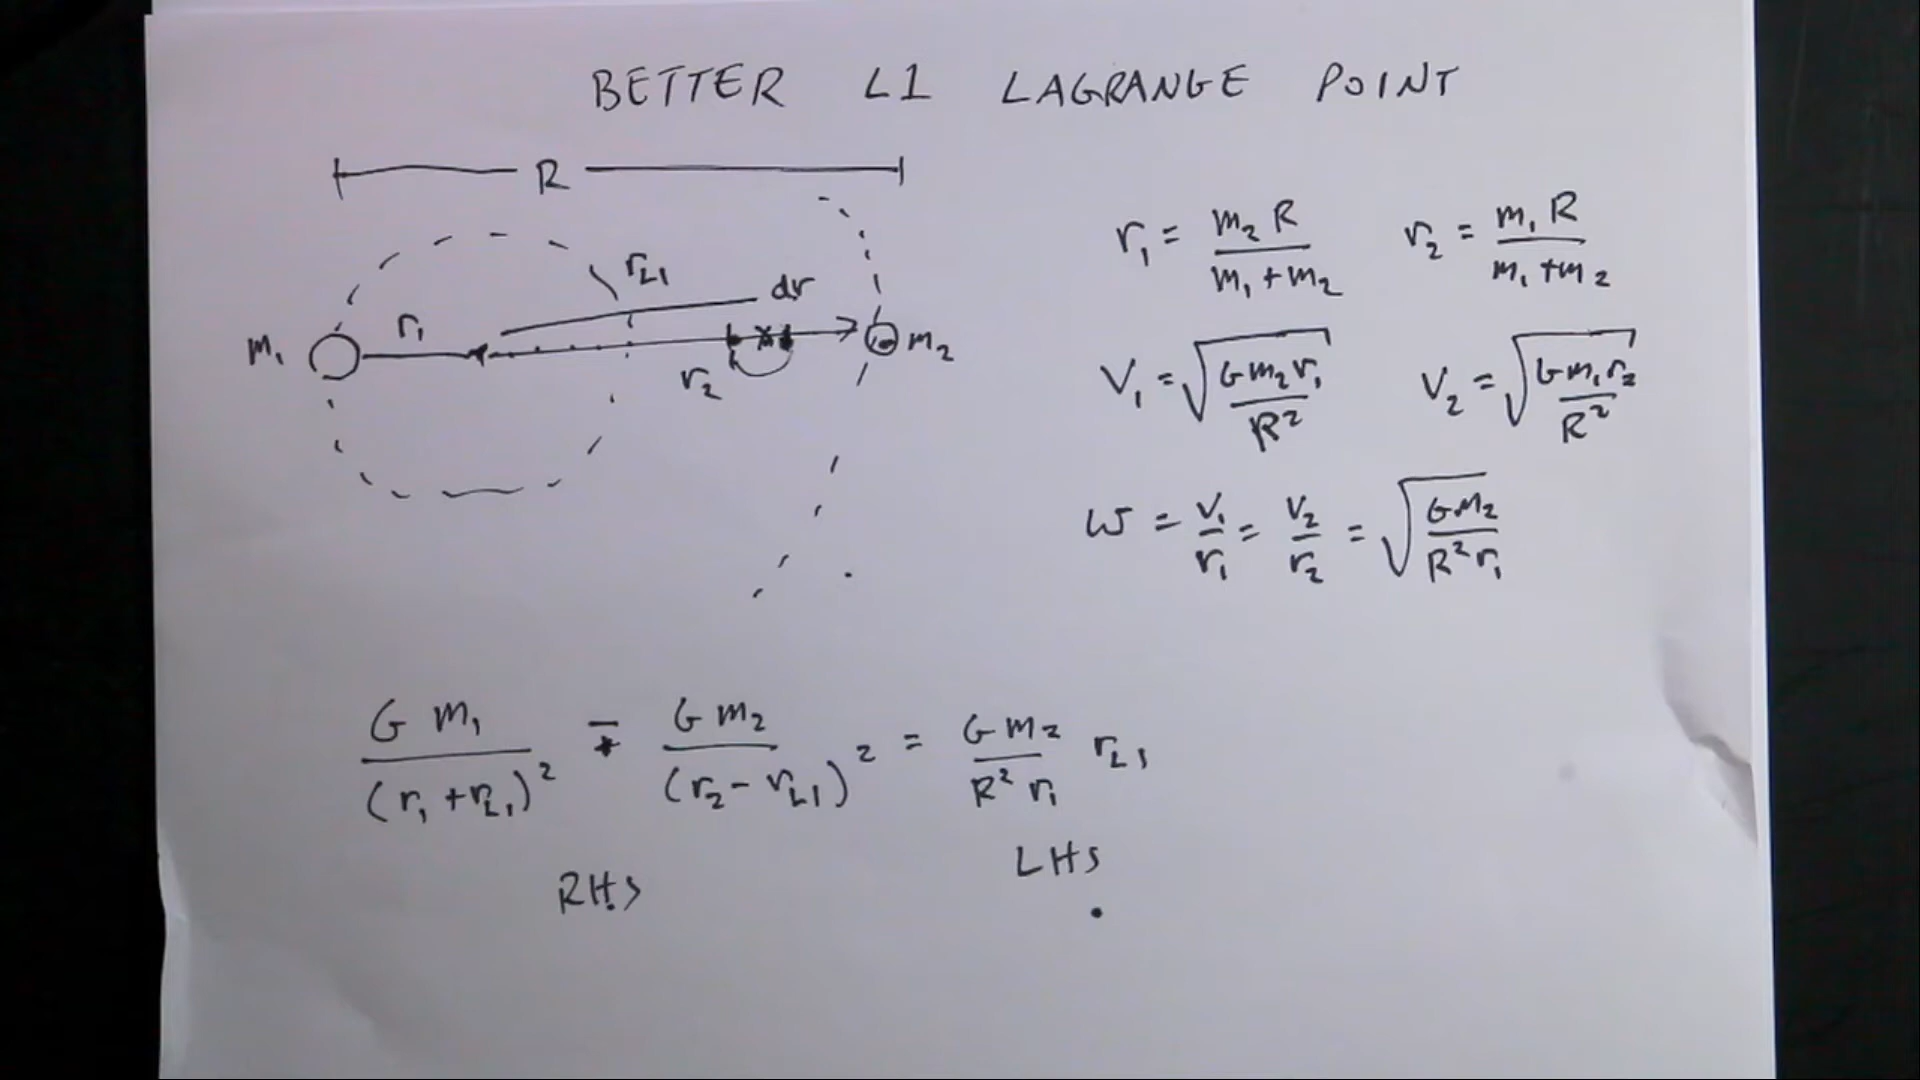 BETTER L1 LAGRANGE POINT
R
r₁ = m₂ R / (m₁ + m₂)   r₂ = m₁ R / (m₁ + m₂)
r_L1
dr
m₁ r₁ r₂ m₂
V₁ = √(G m₂ r₁ / R²)   V₂ = √(G m₁ r₂ / R²)
ω = V₁/r₁ = V₂/r₂ = √(G M₂ / R² r₁)
G m₁ / (r₁ + r_L1)² - G m₂ / (r₂ - r_L1)² = G m₂ / R² r₁ r_L1
RHS LHS